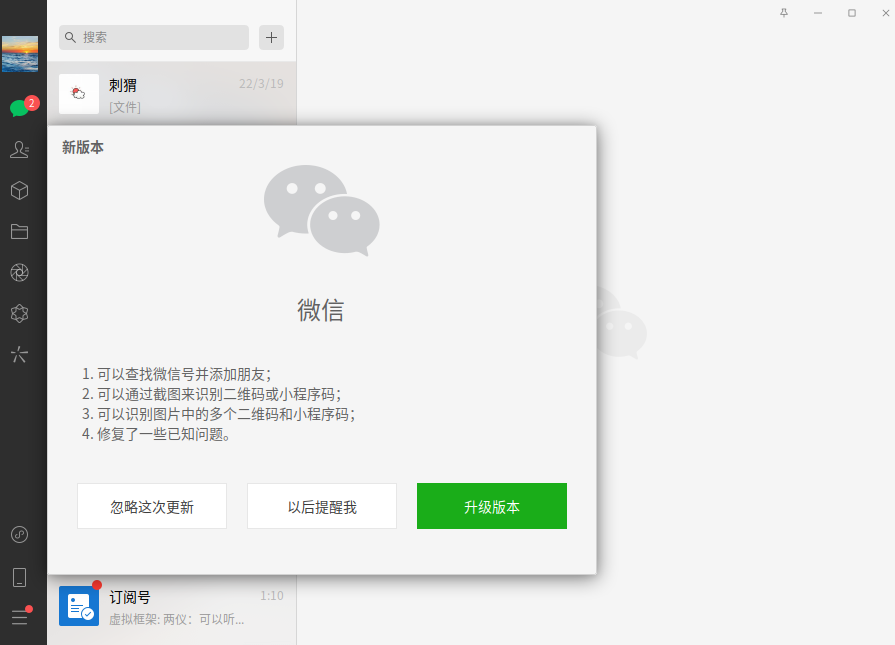 搜索
刺猬
22/3/19
[文件]
2
新版本
微信
1. 可以查找微信号并添加朋友；
2. 可以通过截图来识别二维码或小程序码；
3. 可以识别图片中的多个二维码和小程序码；
4. 修复了一些已知问题。
忽略这次更新
以后提醒我
升级版本
订阅号
1:10
虚拟框架: 两仪：可以听...